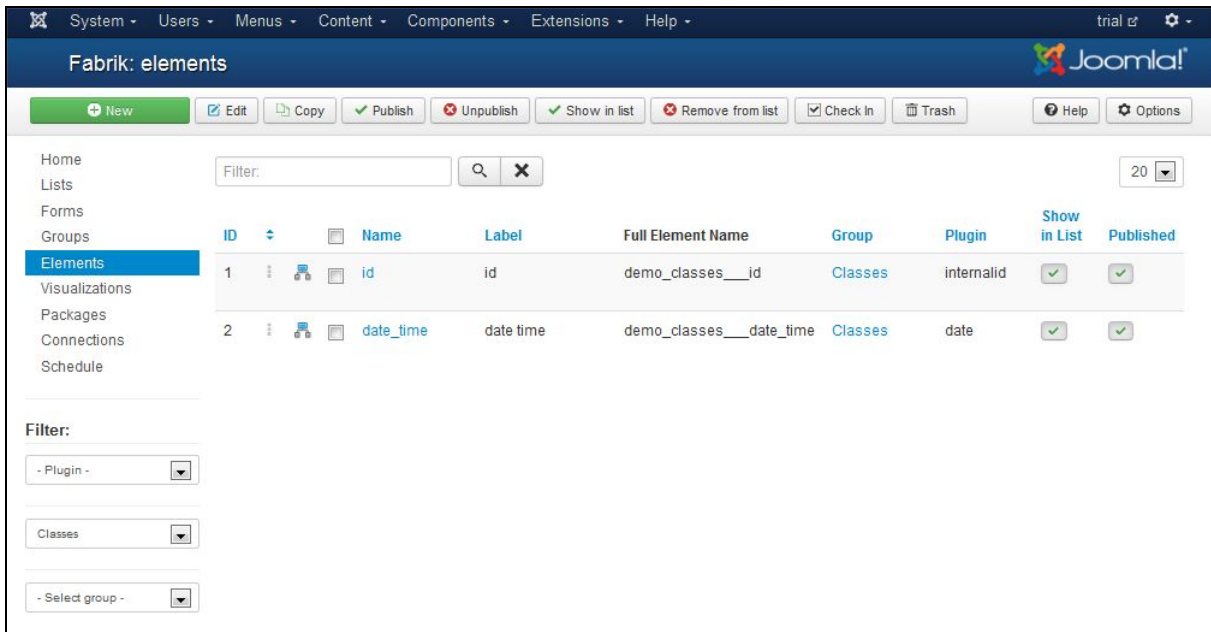 System Users Menus Content Components Extensions Help trial
Fabrik: elements Joomla!
New Edit Copy Publish Unpublish Show in list Remove from list Check In Trash Help Options
Home
Lists
Forms
Groups
Elements
Visualizations
Packages
Connections
Schedule
Filter:
- Plugin -
Classes
- Select group -
Filter: 20
ID Name Label Full Element Name Group Plugin Show in List Published
1 id id demo_classes___id Classes internalid
2 date_time date time demo_classes___date_time Classes date